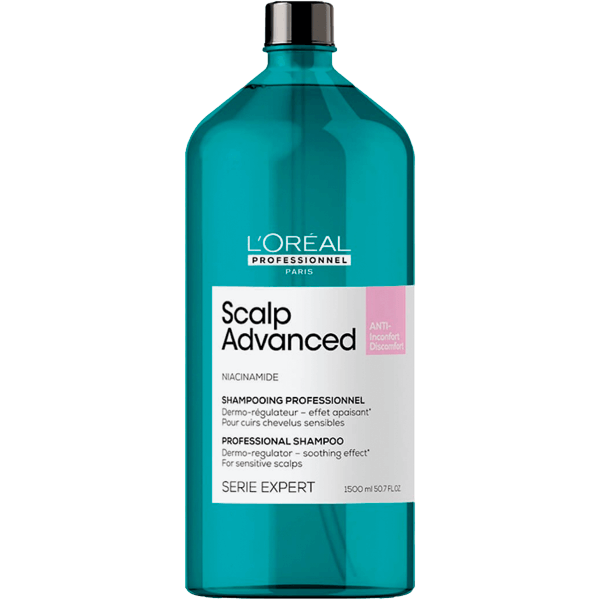 L'ORÉAL
PROFESSIONNEL
PARIS
Scalp
Advanced
ANTI-
Inconfort
Discomfort
NIACINAMIDE
SHAMPOOING PROFESSIONNEL
Dermo-régulateur – effet apaisant*
Pour cuirs chevelus sensibles
PROFESSIONAL SHAMPOO
Dermo-regulator – soothing effect*
For sensitive scalps
SERIE EXPERT
1500 ml 50.7 FL.OZ.